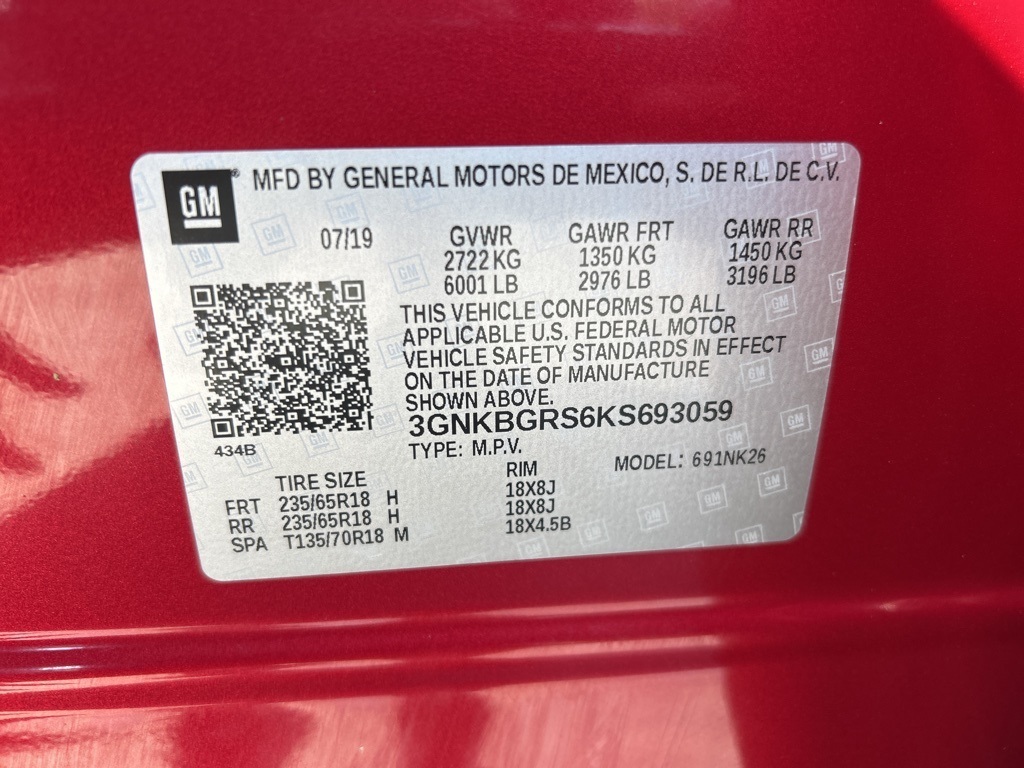 GM® MFD BY GENERAL MOTORS DE MEXICO, S. DE R.L. DE C.V.
07/19 GVWR GAWR FRT GAWR RR
2722 KG 1350 KG 1450 KG
6001 LB 2976 LB 3196 LB
THIS VEHICLE CONFORMS TO ALL
APPLICABLE U.S. FEDERAL MOTOR
VEHICLE SAFETY STANDARDS IN EFFECT
ON THE DATE OF MANUFACTURE
SHOWN ABOVE.
3GNKBGRS6KS693059
434B TYPE: M.P.V. MODEL: 691NK26
TIRE SIZE RIM
FRT 235/65R18 H 18X8J
RR 235/65R18 H 18X8J
SPA T135/70R18 M 18X4.5B